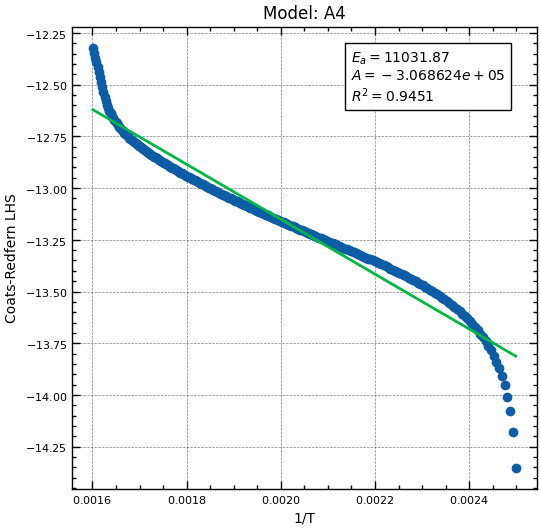 Model: A4
−12.25
−12.50
−12.75
−13.00
−13.25
−13.50
−13.75
−14.00
−14.25
Coats-Redfern LHS
E_a = 11031.87
A = −3.068624e + 05
R² = 0.9451
0.0016 0.0018 0.0020 0.0022 0.0024
1/T